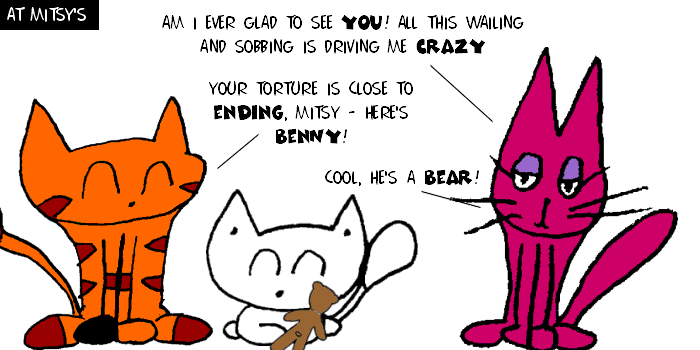 AT MITSY'S
AM I EVER GLAD TO SEE YOU! ALL THIS WAILING
AND SOBBING IS DRIVING ME CRAZY
YOUR TORTURE IS CLOSE TO
ENDING, MITSY - HERE'S
BENNY!
COOL, HE'S A BEAR!